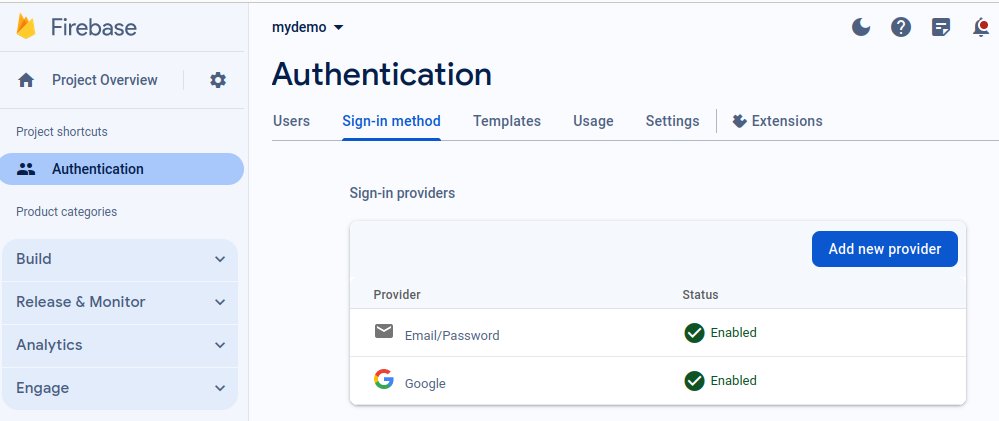 Firebase
mydemo
Project Overview
Authentication
Users Sign-in method Templates Usage Settings Extensions
Project shortcuts
Authentication
Product categories
Build
Release & Monitor
Analytics
Engage
Sign-in providers
Add new provider
Provider Status
Email/Password Enabled
Google Enabled